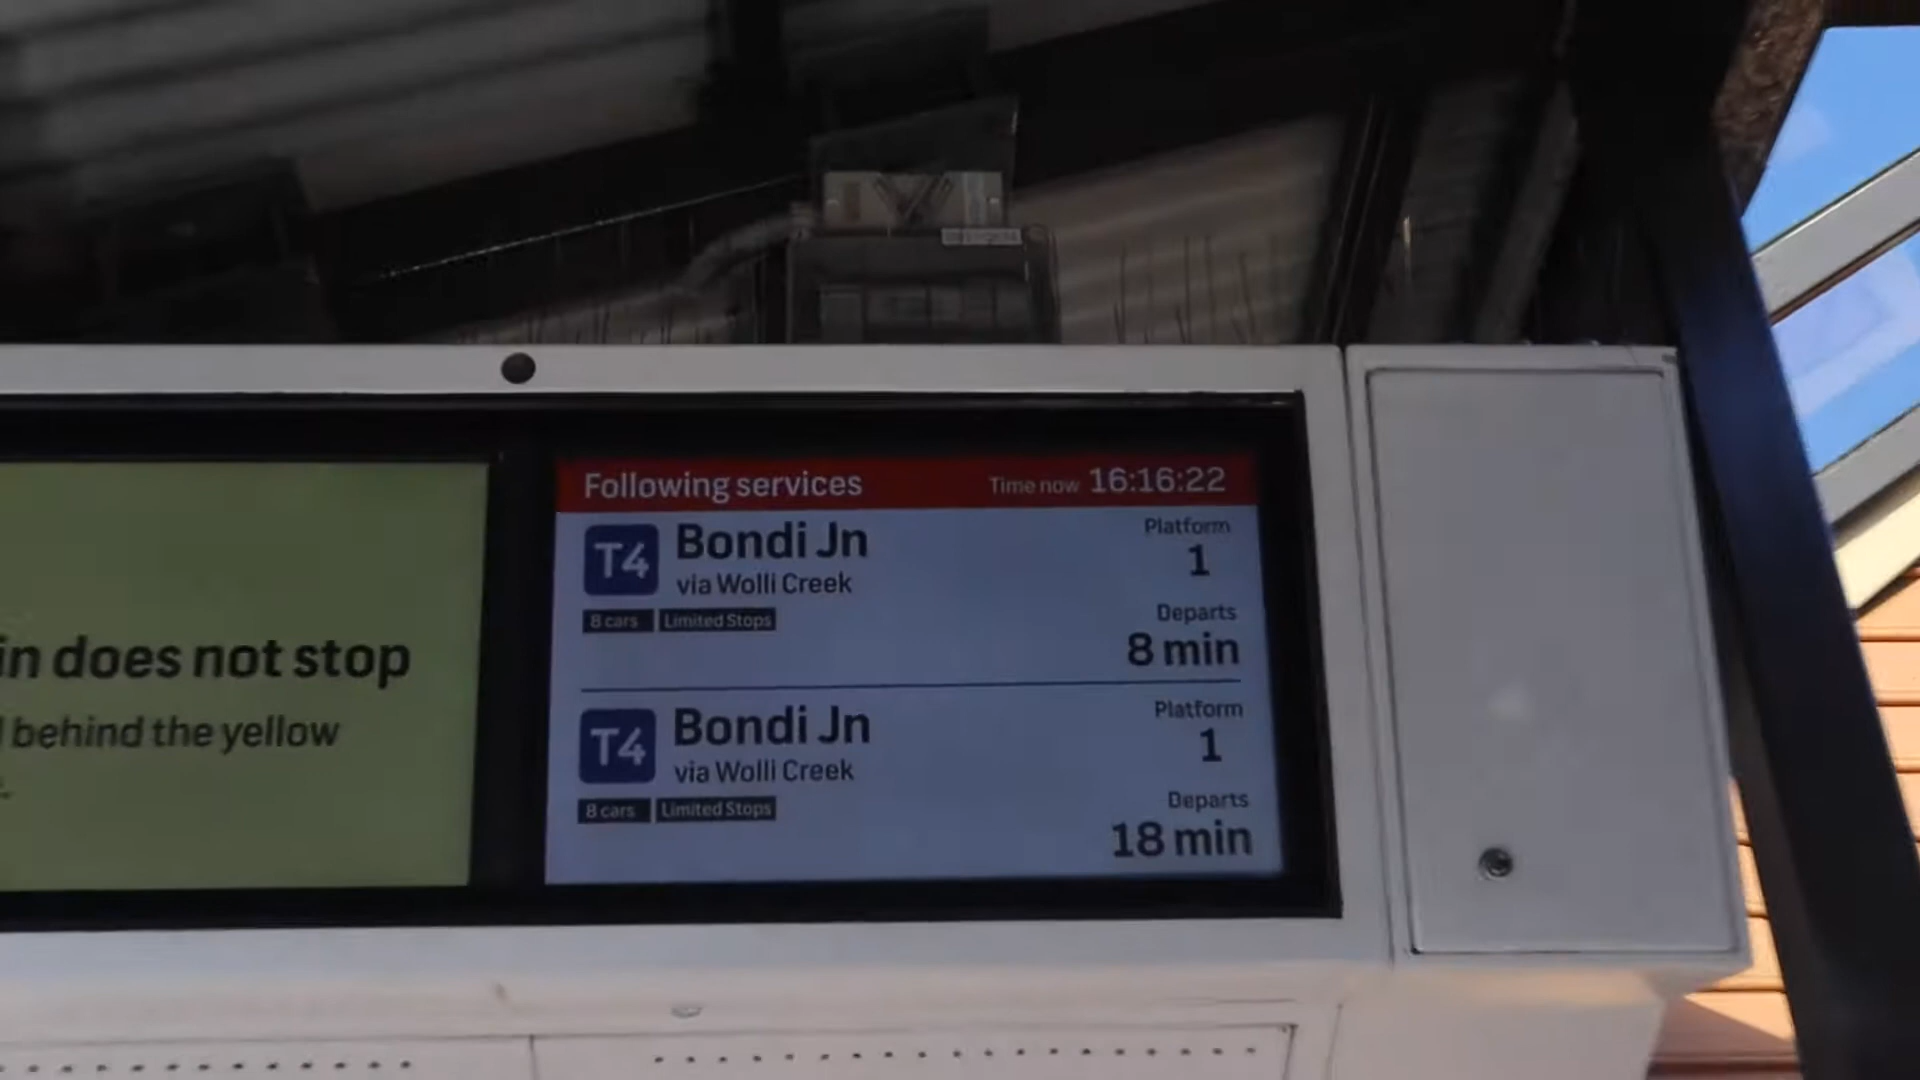 in does not stop
behind the yellow
Following services Time now 16:16:22
T4 Bondi Jn Platform
via Wolli Creek 1
8 cars Limited Stops Departs
8 min
T4 Bondi Jn Platform
via Wolli Creek 1
8 cars Limited Stops Departs
18 min